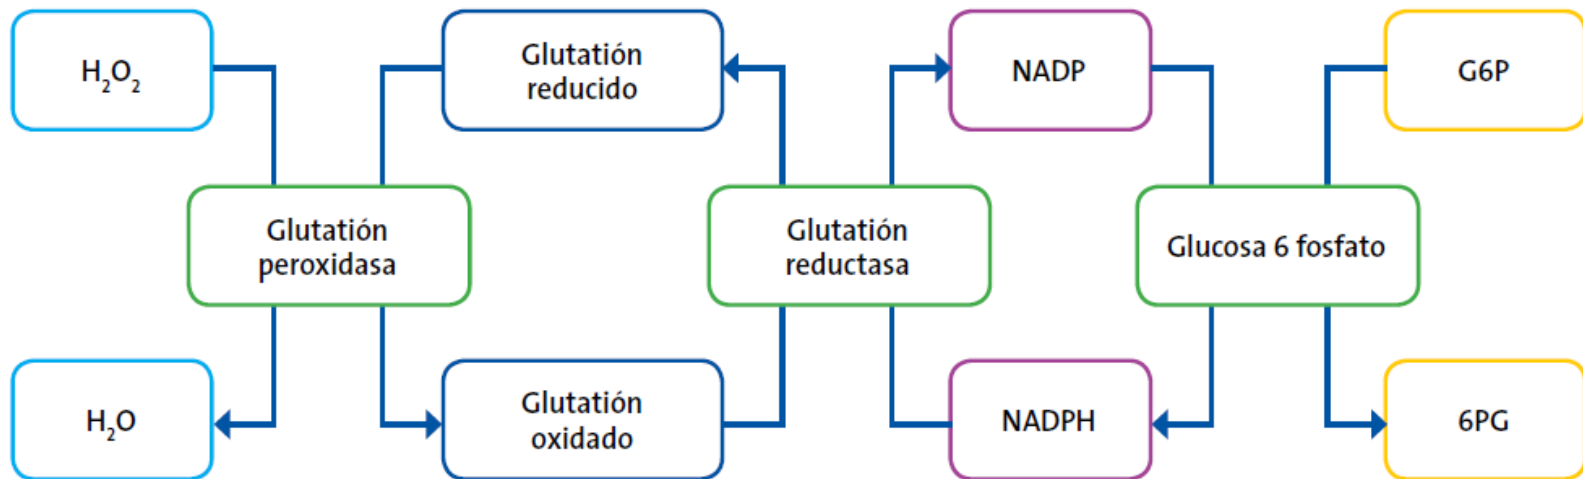 H₂O₂
Glutatión
reducido
NADP
G6P
Glutatión
peroxidasa
Glutatión
reductasa
Glucosa 6 fosfato
H₂O
Glutatión
oxidado
NADPH
6PG